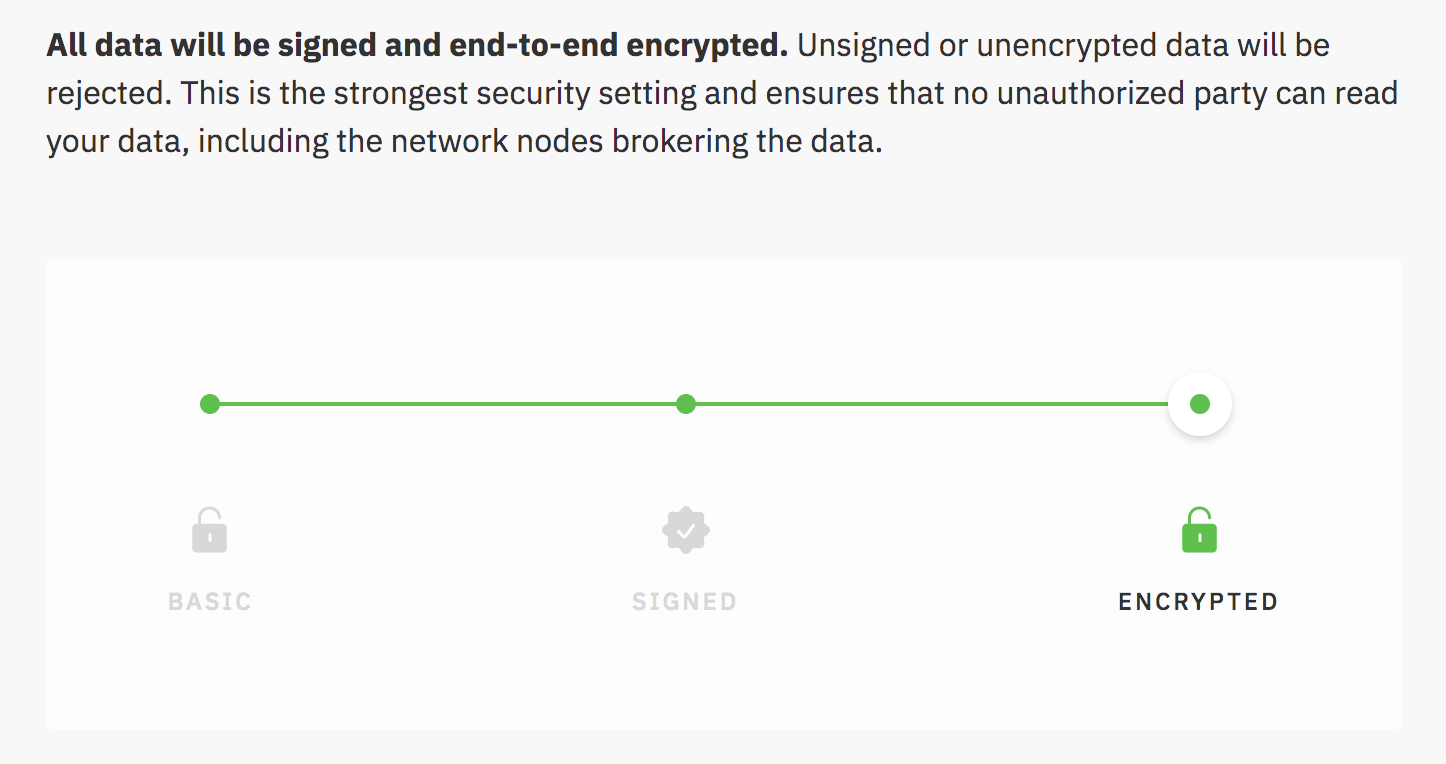 All data will be signed and end-to-end encrypted. Unsigned or unencrypted data will be
rejected. This is the strongest security setting and ensures that no unauthorized party can read
your data, including the network nodes brokering the data.
BASIC
SIGNED
ENCRYPTED